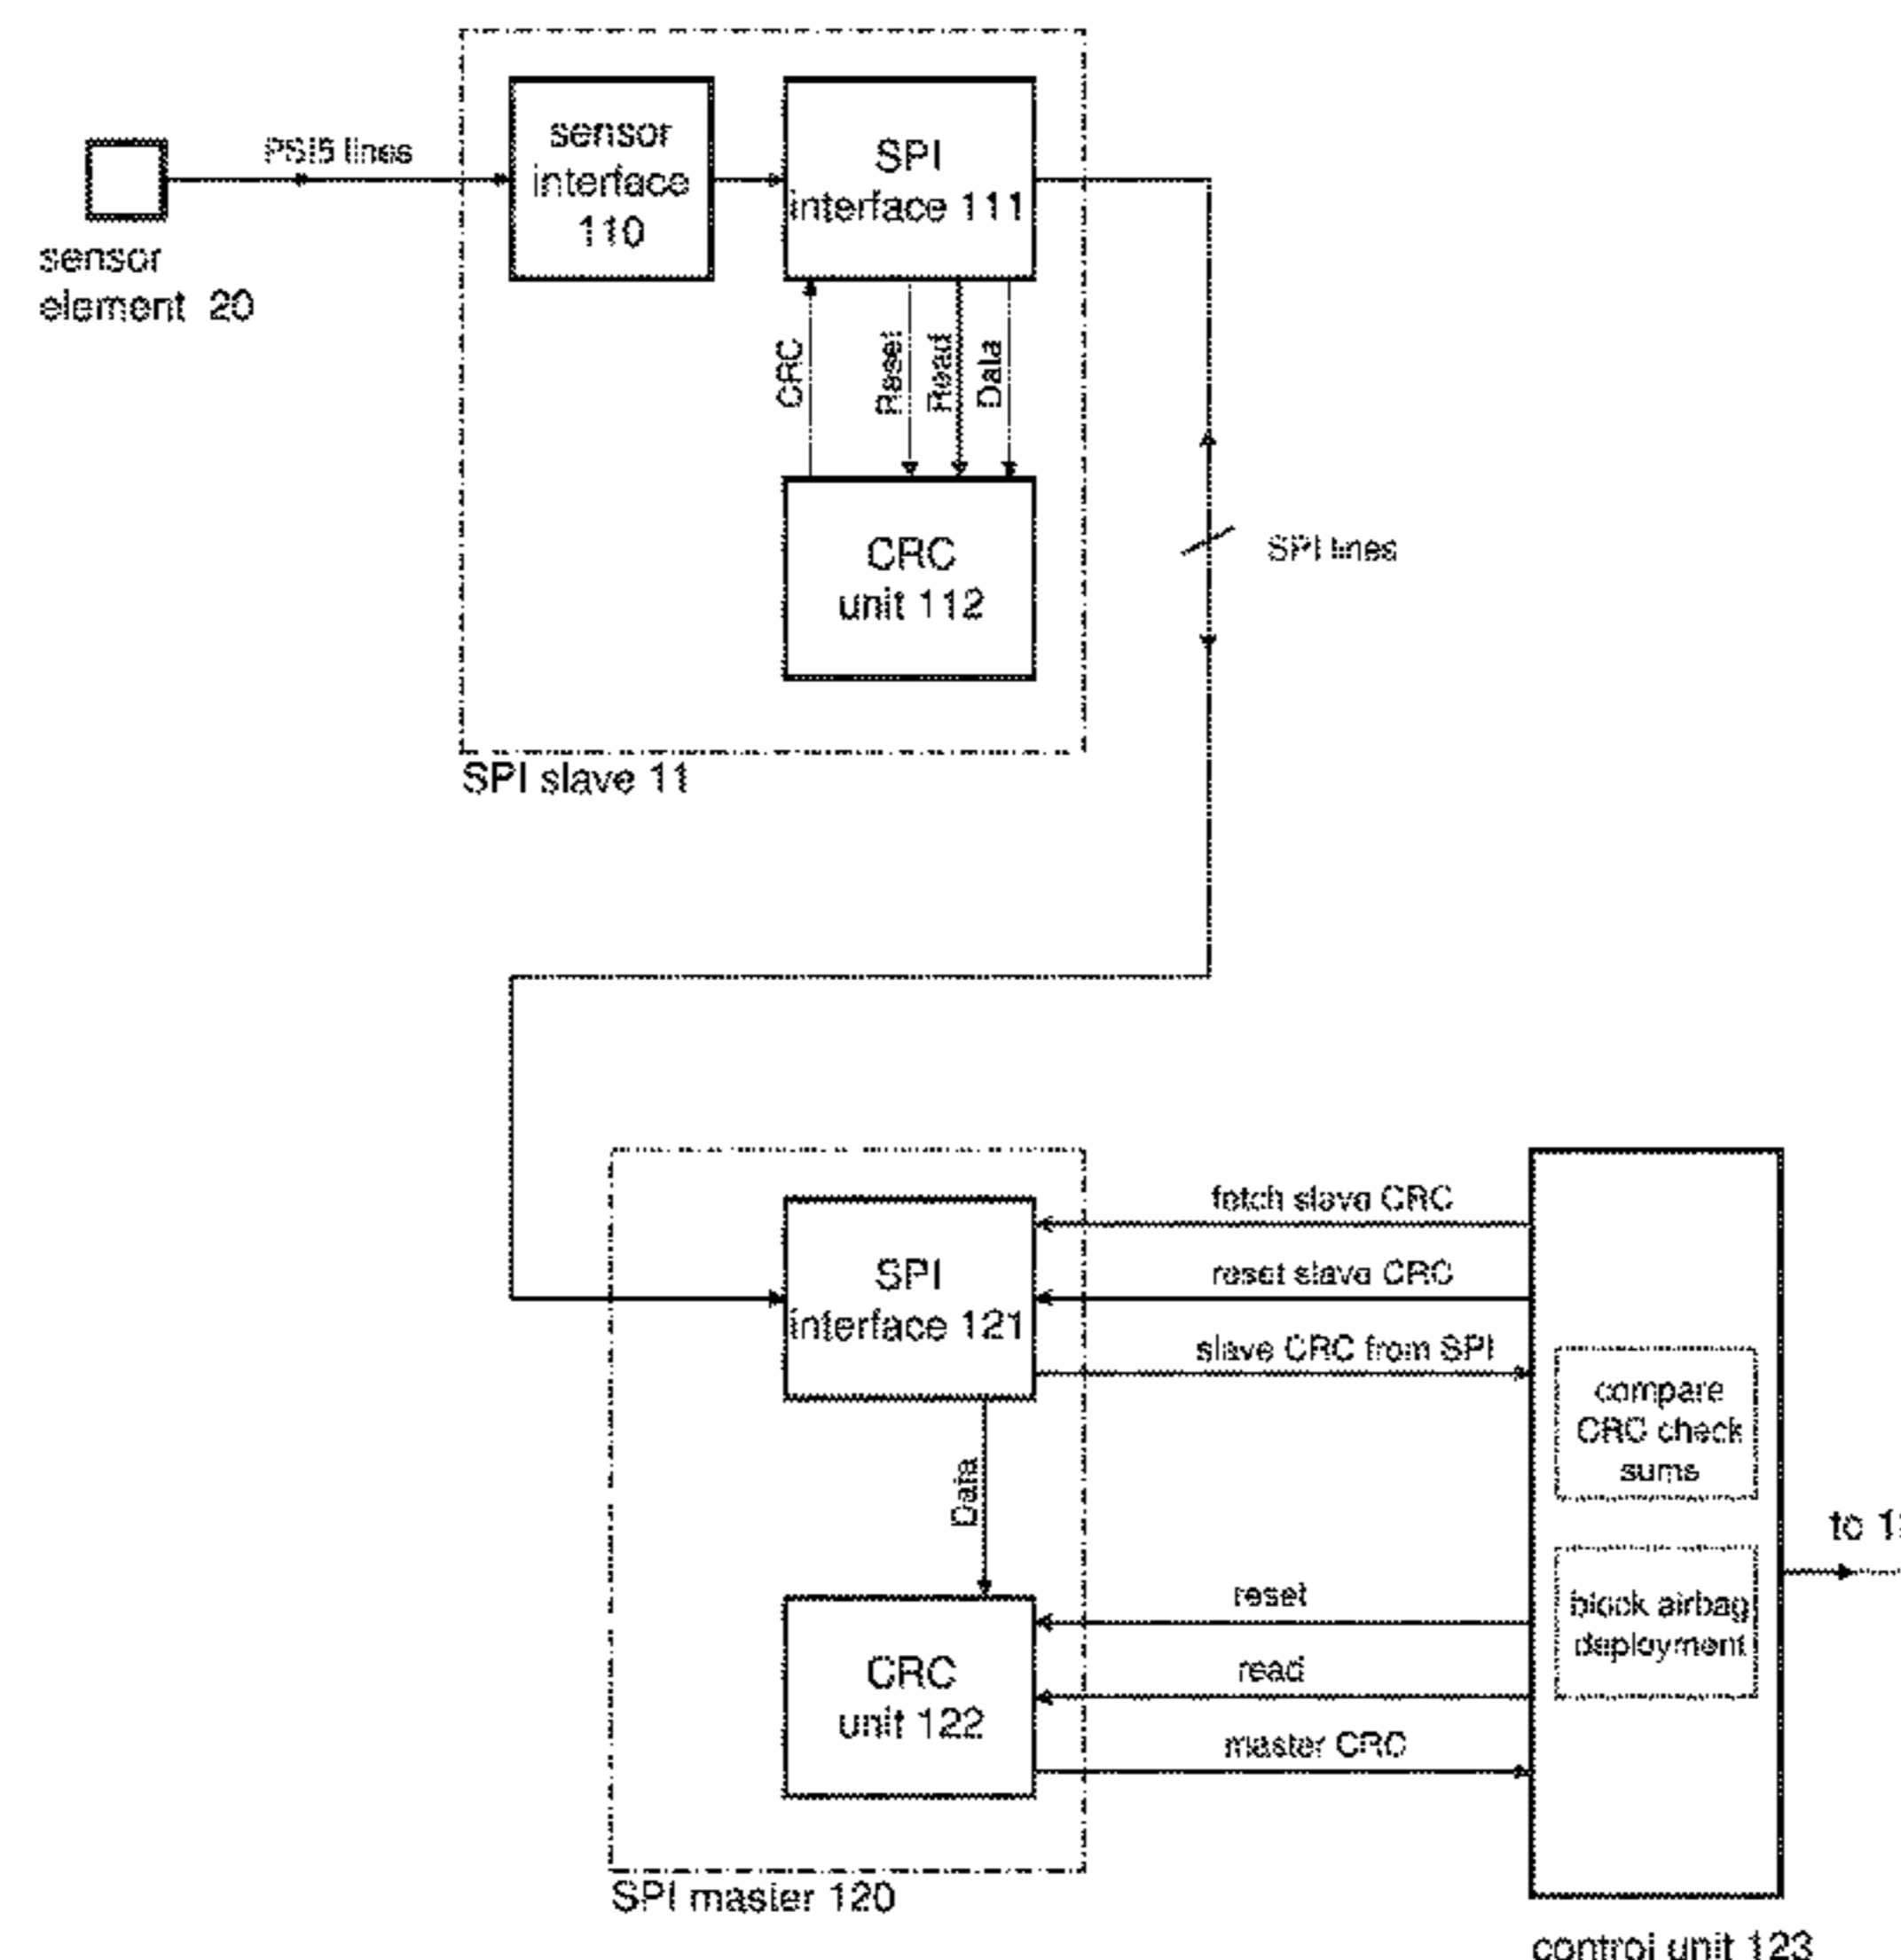 PSI5 lines
sensor
interface
110
SPI
interface 111
sensor
element 20
CRC
Reset
Read
Data
CRC
unit 112
SPI lines
SPI slave 11
fetch slave CRC
reset slave CRC
slave CRC from SPI
SPI
interface 121
compare
CRC check
sums
Data
to
block airbag
deployment
reset
read
master CRC
CRC
unit 122
SPI master 120
control unit 123